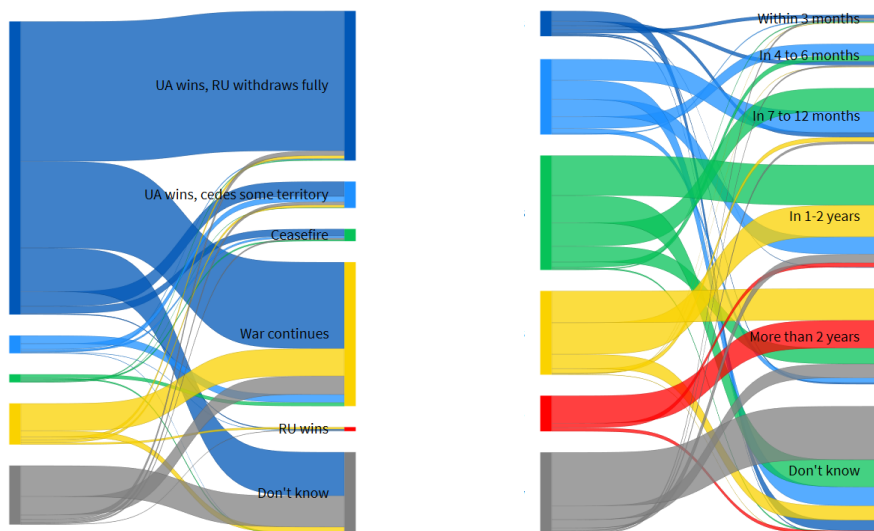 UA wins, RU withdraws fully
UA wins, cedes some territory
Ceasefire
War continues
RU wins
Don't know
Within 3 months
In 4 to 6 months
In 7 to 12 months
In 1-2 years
More than 2 years
Don't know